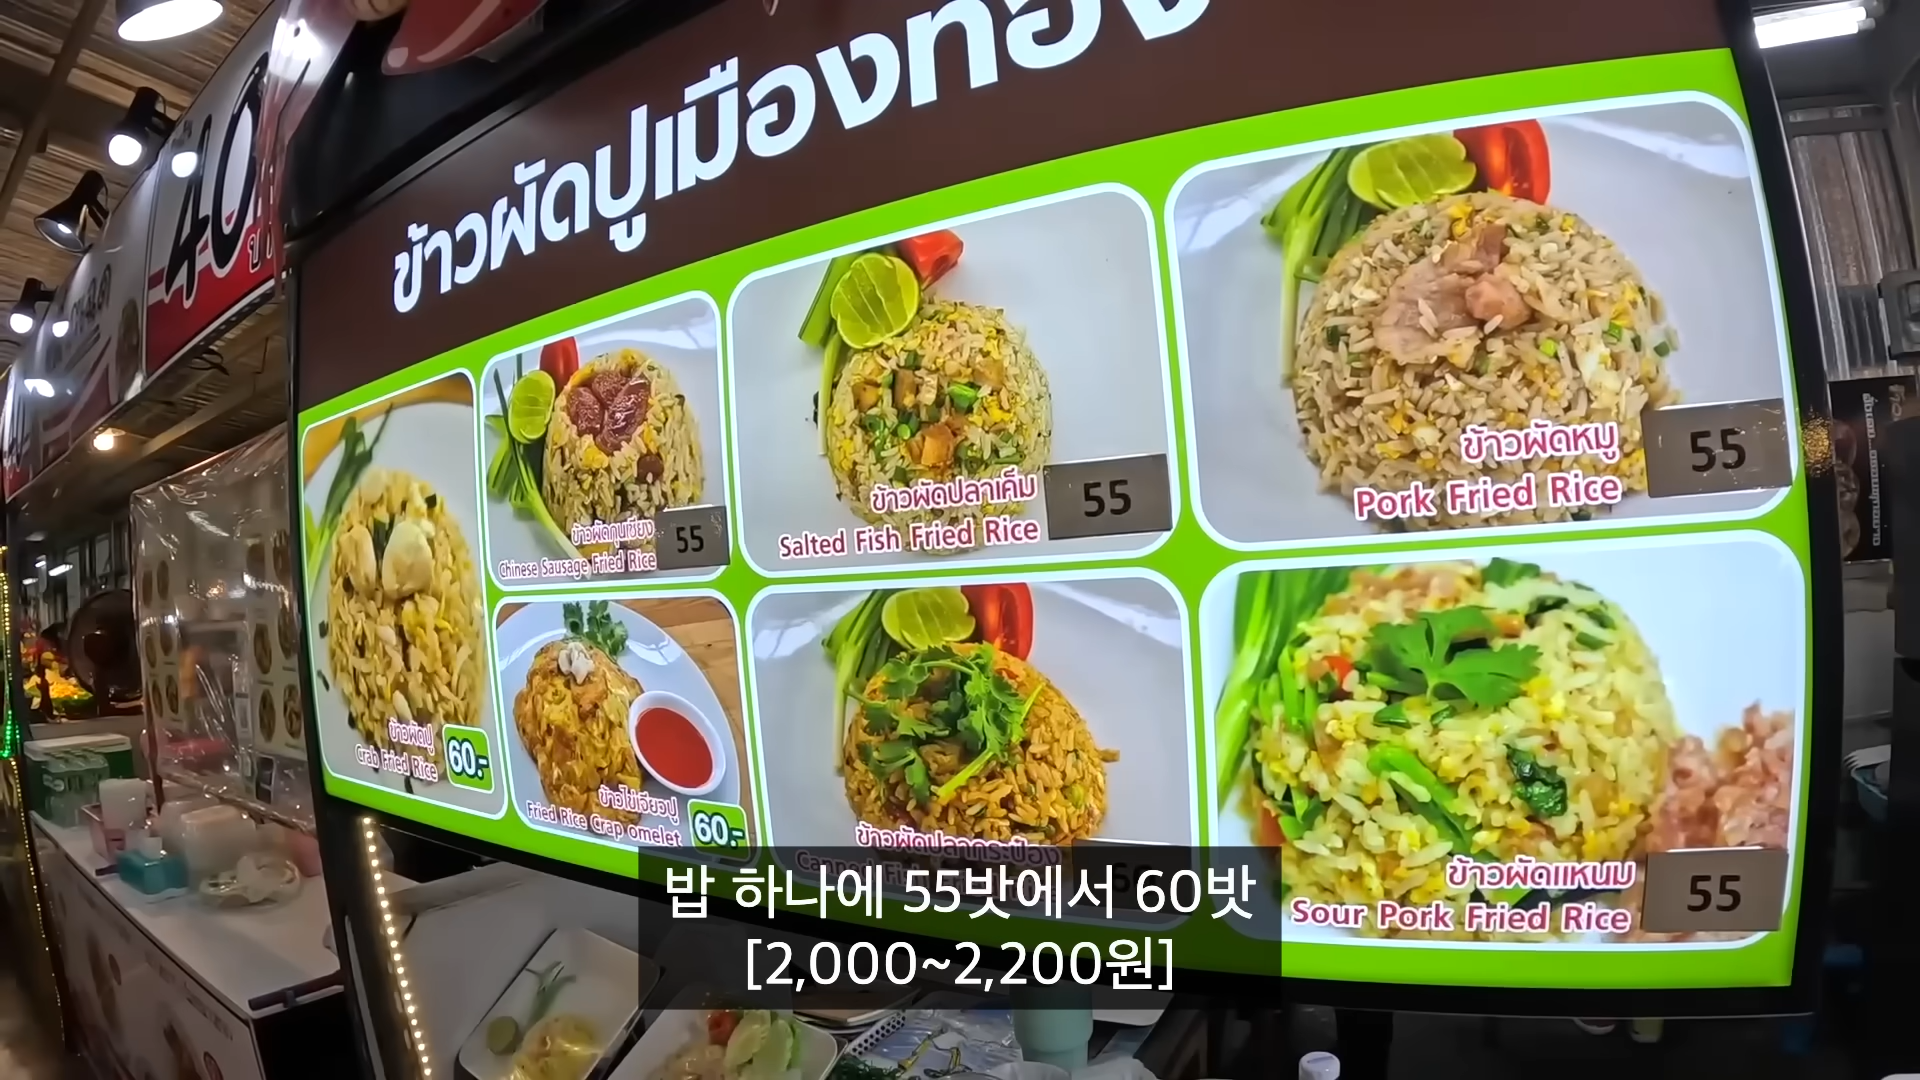 ข้าวผัดปูเมืองทอง
40
ข้าวผัดกุนเชียง
Chinese Sausage Fried Rice
55
ข้าวผัดปลาเค็ม
Salted Fish Fried Rice
55
ข้าวผัดหมู
Pork Fried Rice
55
ข้าวผัดปู
Crab Fried Rice
60.-
ข้าวไข่เจียวปู
Fried Rice Crap omelet
60.-
ข้าวผัดปลากระป๋อง
ข้าวผัดแหนม
Sour Pork Fried Rice
55
밥 하나에 55밧에서 60밧
[2,000~2,200원]